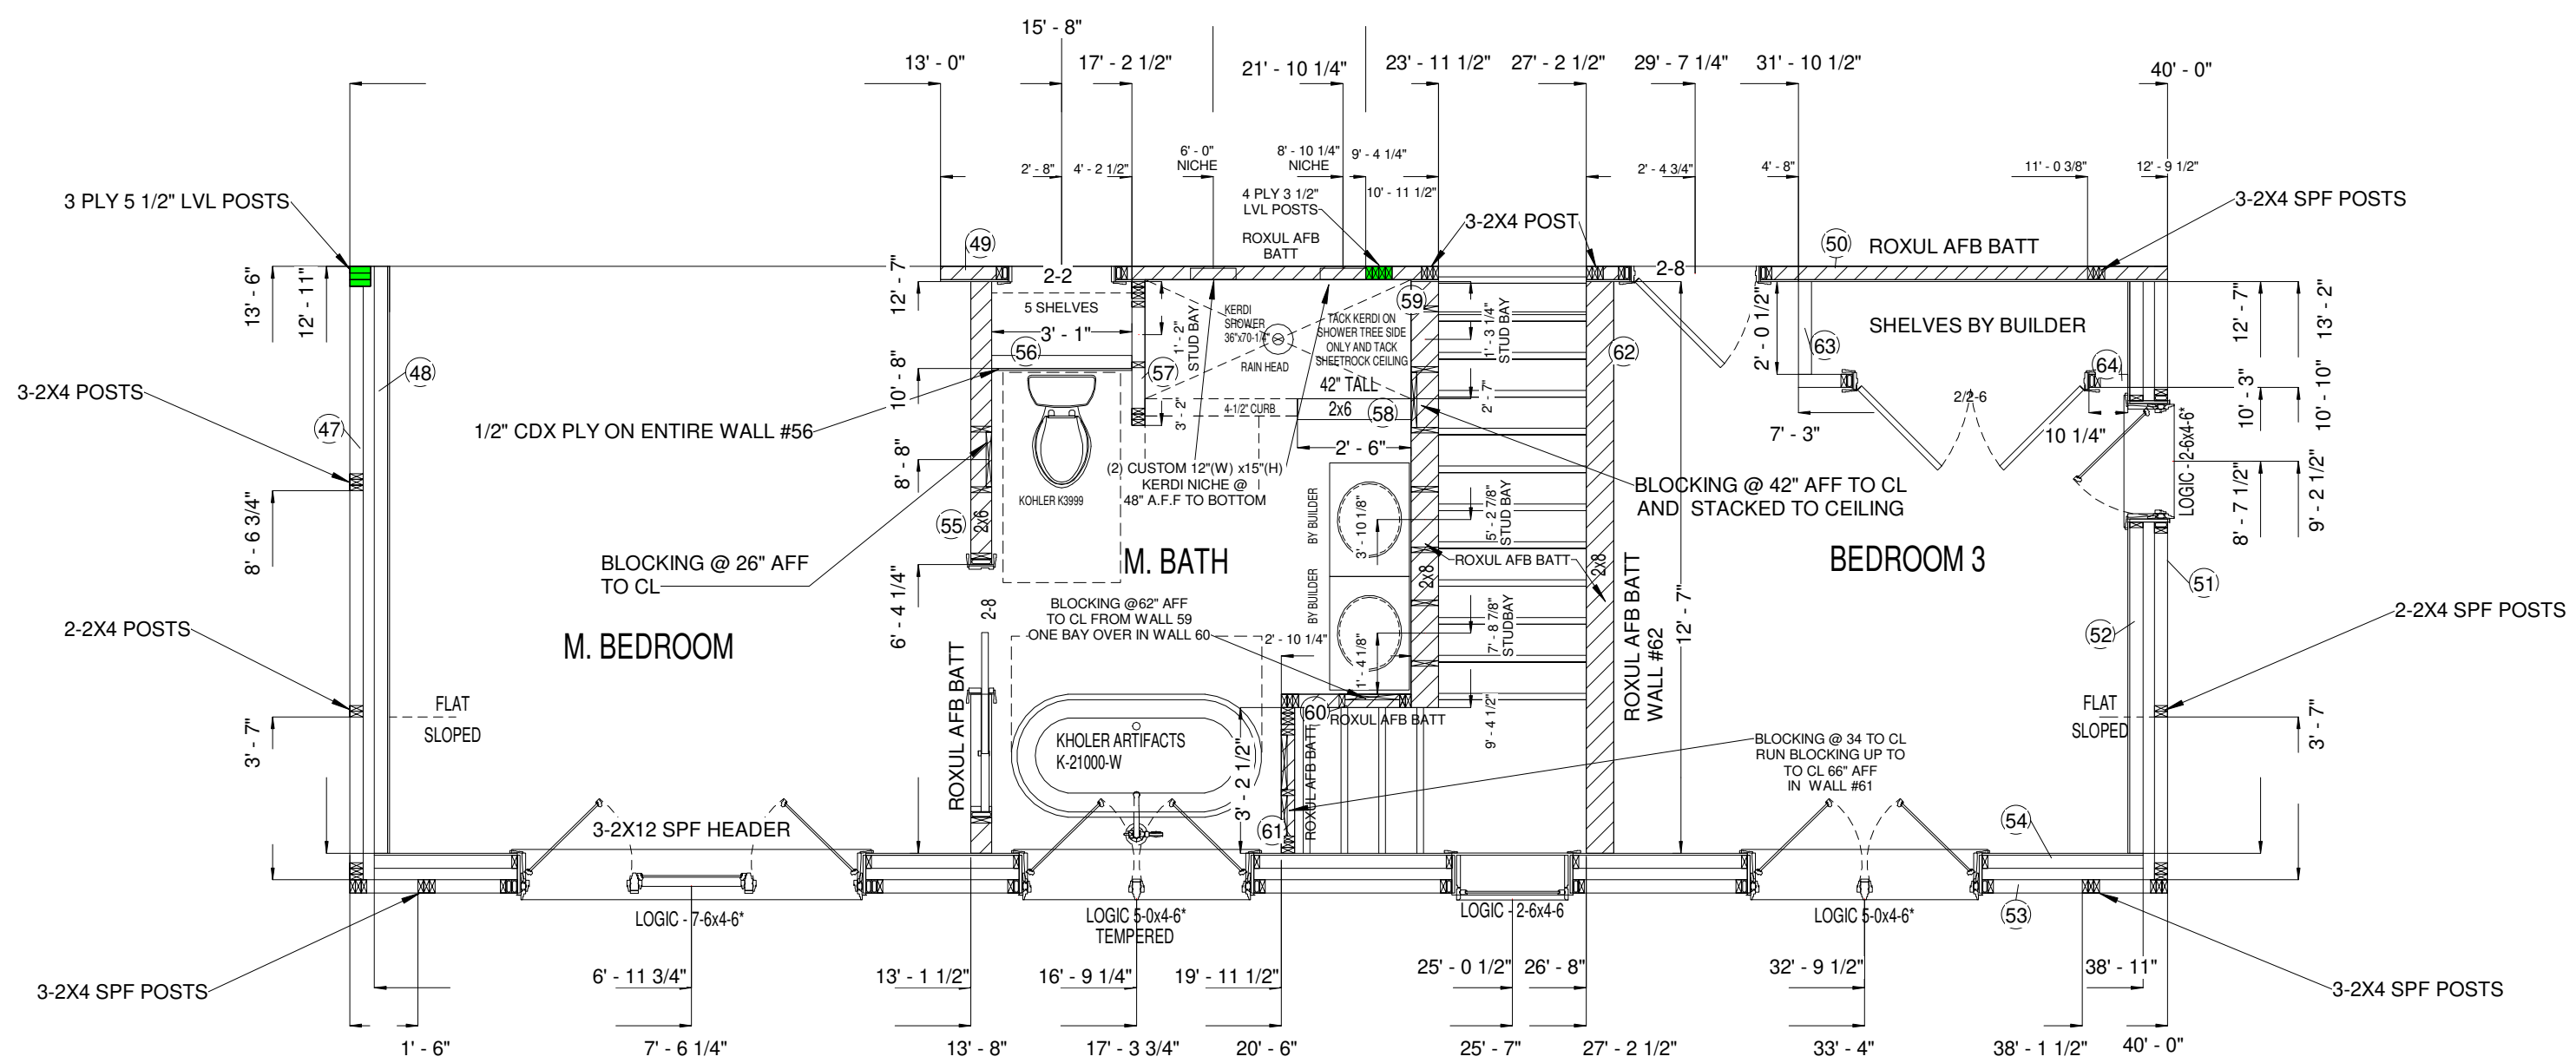 15' - 8"
13' - 0"
17' - 2 1/2"
21' - 10 1/4"
23' - 11 1/2"
27' - 2 1/2"
29' - 7 1/4"
31' - 10 1/2"
40' - 0"
2' - 8"
4' - 2 1/2"
6' - 0"
NICHE
8' - 10 1/4"
NICHE
9' - 4 1/4"
10' - 11 1/2"
2' - 4 3/4"
4' - 8"
11' - 0 3/8"
12' - 9 1/2"
3 PLY 5 1/2" LVL POSTS
4 PLY 3 1/2"
LVL POSTS
3-2X4 POST
3-2X4 SPF POSTS
ROXUL AFB
BATT
49
50
ROXUL AFB BATT
2-2
2-8
13' - 6"
12' - 11"
12' - 7"
5 SHELVES
3' - 1"
1' - 2"
STUD BAY
KERDI
SHOWER
36"x70-1/4"
RAIN HEAD
TACK KERDI ON
SHOWER TREE SIDE
ONLY AND TACK
SHEETROCK CEILING
59
1' - 3 1/4"
STUD BAY
62
2' - 0 1/2"
63
SHELVES BY BUILDER
64
12' - 7"
13' - 2"
3-2X4 POSTS
48
47
56
57
10' - 8"
42" TALL
2x6
58
4-1/2" CURB
3' - 2"
2' - 7"
2/2-6
7' - 3"
10 1/4"
10' - 3"
10' - 10"
LOGIC - 2-6x4-6*
1/2" CDX PLY ON ENTIRE WALL #56
2' - 6"
8' - 8"
KOHLER K3999
(2) CUSTOM 12"(W) x15"(H)
KERDI NICHE @
48" A.F.F TO BOTTOM
BLOCKING @ 42" AFF TO CL
AND STACKED TO CEILING
8' - 6 3/4"
55
2x6
BY BUILDER
3' - 10 1/8"
5' - 2 7/8"
STUD BAY
8' - 7 1/2"
9' - 2 1/2"
BLOCKING @ 26" AFF
TO CL
M. BATH
2x8
ROXUL AFB BATT
2x8
BEDROOM 3
51
6' - 4 1/4"
2-8
BLOCKING @62" AFF
TO CL FROM WALL 59
ONE BAY OVER IN WALL 60
BY BUILDER
1' - 4 1/8"
2' - 10 1/4"
7' - 8 7/8"
STUDBAY
ROXUL AFB BATT
WALL #62
12' - 7"
2-2X4 POSTS
2-2X4 SPF POSTS
52
M. BEDROOM
FLAT
SLOPED
3' - 7"
ROXUL AFB BATT
KHOLER ARTIFACTS
K-21000-W
3' - 2 1/2"
60
ROXUL AFB BATT
ROXUL AFB BATT
9' - 4 1/2"
FLAT
SLOPED
3' - 7"
BLOCKING @ 34 TO CL
RUN BLOCKING UP TO
TO CL 66" AFF
IN WALL #61
61
54
3-2X12 SPF HEADER
53
LOGIC - 7-6x4-6*
LOGIC 5-0x4-6*
TEMPERED
LOGIC - 2-6x4-6
LOGIC 5-0x4-6*
3-2X4 SPF POSTS
6' - 11 3/4"
13' - 1 1/2"
16' - 9 1/4"
19' - 11 1/2"
25' - 0 1/2"
26' - 8"
32' - 9 1/2"
38' - 11"
3-2X4 SPF POSTS
1' - 6"
7' - 6 1/4"
13' - 8"
17' - 3 3/4"
20' - 6"
25' - 7"
27' - 2 1/2"
33' - 4"
38' - 1 1/2"
40' - 0"